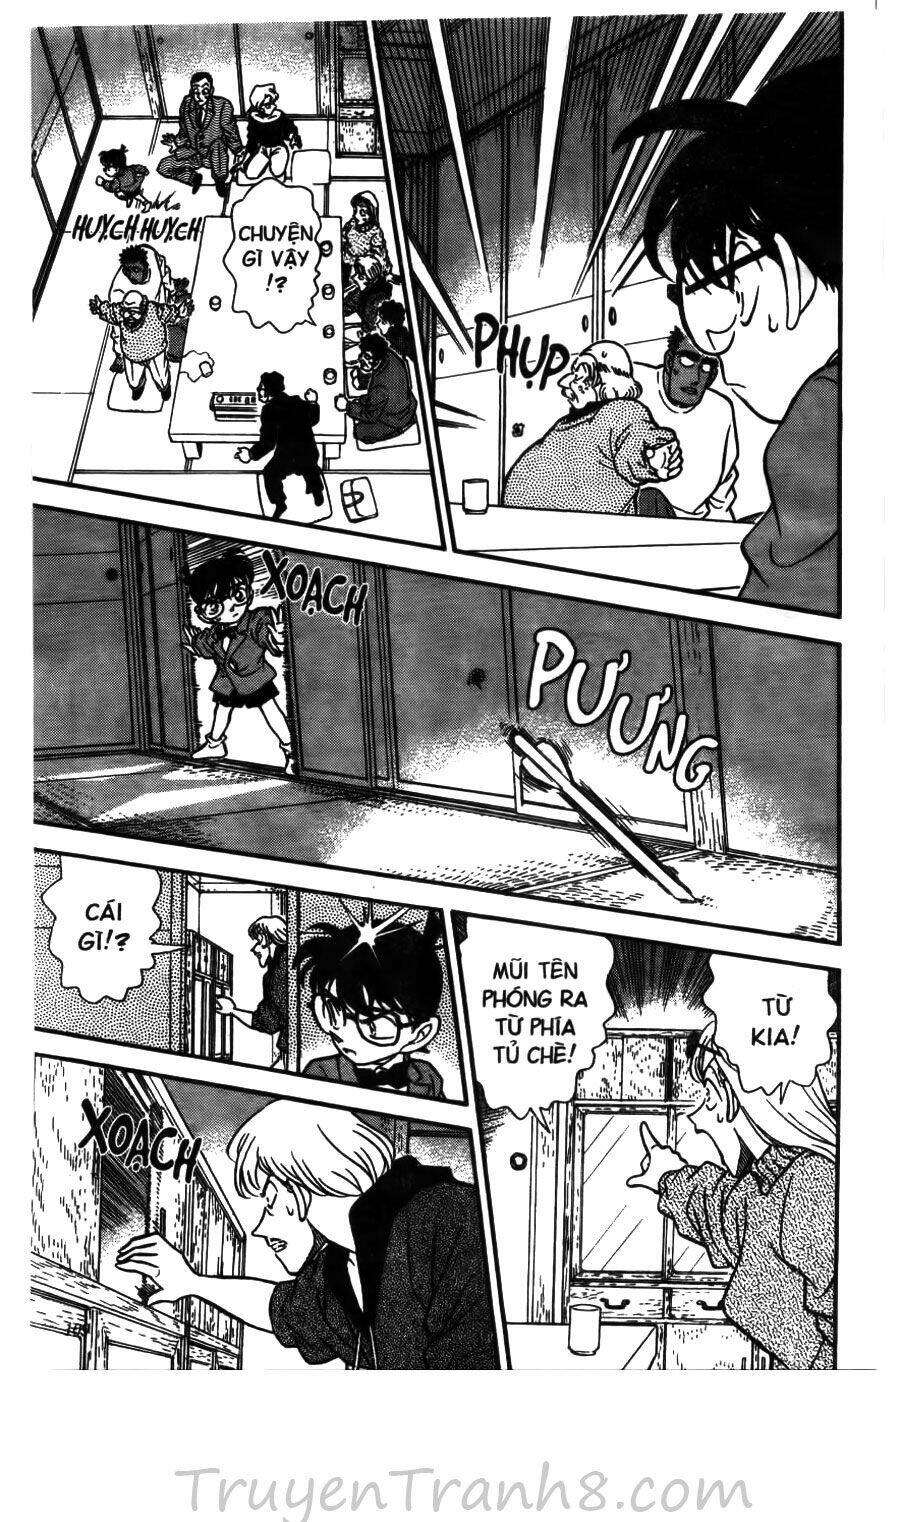 PHỤP
CHUYỆN
GÌ VẬY
!?
HUỴCH HUỴCH
XOẠCH
PƯƯNG
TỪ
KIA!
MŨI TÊN
PHÓNG RA
TỪ PHÍA
TỦ CHÈ!
CÁI
GÌ!?
XOẠCH
TruyenTranh8.com